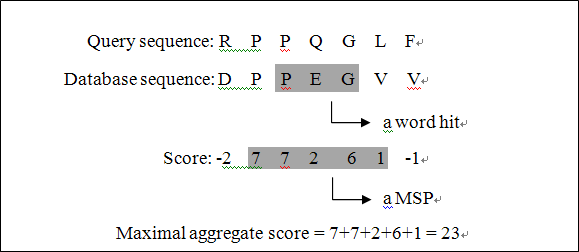 Query sequence: R P P Q G L F↵
Database sequence: D P P E G V V↵
a word hit↵
Score: -2 7 7 2 6 1 -1↵
a MSP↵
Maximal aggregate score = 7+7+2+6+1 = 23↵